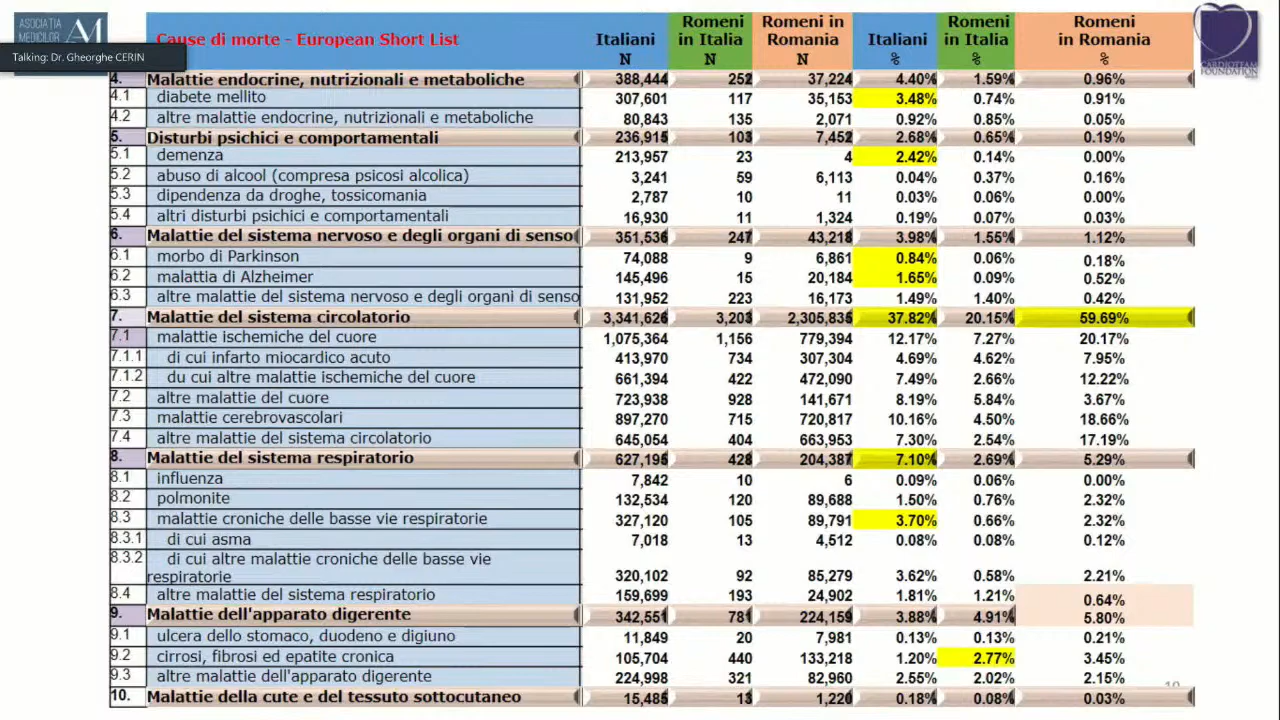 ASOCIATIA
MEDICILOR
AM
Talking: Dr. Gheorghe CERIN
CARDIOTEAM
FOUNDATION
Cause di morte - European Short List Italiani N Romeni in Italia N Romeni in Romania N Italiani % Romeni in Italia % Romeni in Romania %
4. Malattie endocrine, nutrizionali e metaboliche 388,444 252 37,224 4.40% 1.59% 0.96%
4.1 diabete mellito 307,601 117 35,153 3.48% 0.74% 0.91%
4.2 altre malattie endocrine, nutrizionali e metaboliche 80,843 135 2,071 0.92% 0.85% 0.05%
5. Disturbi psichici e comportamentali 236,915 103 7,452 2.68% 0.65% 0.19%
5.1 demenza 213,957 23 4 2.42% 0.14% 0.00%
5.2 abuso di alcool (compresa psicosi alcolica) 3,241 59 6,113 0.04% 0.37% 0.16%
5.3 dipendenza da droghe, tossicomania 2,787 10 11 0.03% 0.06% 0.00%
5.4 altri disturbi psichici e comportamentali 16,930 11 1,324 0.19% 0.07% 0.03%
6. Malattie del sistema nervoso e degli organi di senso 351,536 247 43,218 3.98% 1.55% 1.12%
6.1 morbo di Parkinson 74,088 9 6,861 0.84% 0.06% 0.18%
6.2 malattia di Alzheimer 145,496 15 20,184 1.65% 0.09% 0.52%
6.3 altre malattie del sistema nervoso e degli organi di senso 131,952 223 16,173 1.49% 1.40% 0.42%
7. Malattie del sistema circolatorio 3,341,626 3,203 2,305,835 37.82% 20.15% 59.69%
7.1 malattie ischemiche del cuore 1,075,364 1,156 779,394 12.17% 7.27% 20.17%
7.1.1 di cui infarto miocardico acuto 413,970 734 307,304 4.69% 4.62% 7.95%
7.1.2 du cui altre malattie ischemiche del cuore 661,394 422 472,090 7.49% 2.66% 12.22%
7.2 altre malattie del cuore 723,938 928 141,671 8.19% 5.84% 3.67%
7.3 malattie cerebrovascolari 897,270 715 720,817 10.16% 4.50% 18.66%
7.4 altre malattie del sistema circolatorio 645,054 404 663,953 7.30% 2.54% 17.19%
8. Malattie del sistema respiratorio 627,195 428 204,387 7.10% 2.69% 5.29%
8.1 influenza 7,842 10 6 0.09% 0.06% 0.00%
8.2 polmonite 132,534 120 89,688 1.50% 0.76% 2.32%
8.3 malattie croniche delle basse vie respiratorie 327,120 105 89,791 3.70% 0.66% 2.32%
8.3.1 di cui asma 7,018 13 4,512 0.08% 0.08% 0.12%
8.3.2 di cui altre malattie croniche delle basse vie
respiratorie 320,102 92 85,279 3.62% 0.58% 2.21%
8.4 altre malattie del sistema respiratorio 159,699 193 24,902 1.81% 1.21% 0.64%
9. Malattie dell'apparato digerente 342,551 781 224,159 3.88% 4.91% 5.80%
9.1 ulcera dello stomaco, duodeno e digiuno 11,849 20 7,981 0.13% 0.13% 0.21%
9.2 cirrosi, fibrosi ed epatite cronica 105,704 440 133,218 1.20% 2.77% 3.45%
9.3 altre malattie dell'apparato digerente 224,998 321 82,960 2.55% 2.02% 2.15%
10. Malattie della cute e del tessuto sottocutaneo 15,485 13 1,220 0.18% 0.08% 0.03%